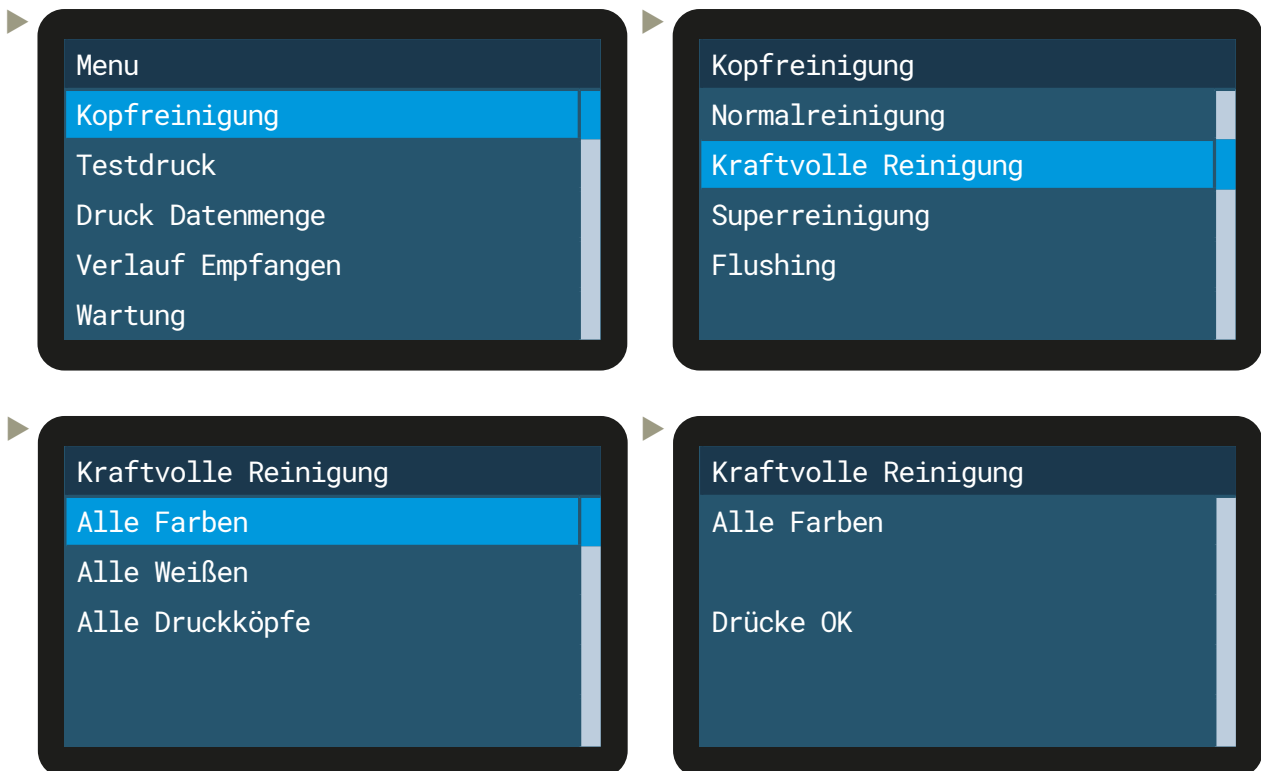 Menu
Kopfreinigung
Testdruck
Druck Datenmenge
Verlauf Empfangen
Wartung
Kopfreinigung
Normalreinigung
Kraftvolle Reinigung
Superreinigung
Flushing
Kraftvolle Reinigung
Alle Farben
Alle Weißen
Alle Druckköpfe
Kraftvolle Reinigung
Alle Farben
Drücke OK